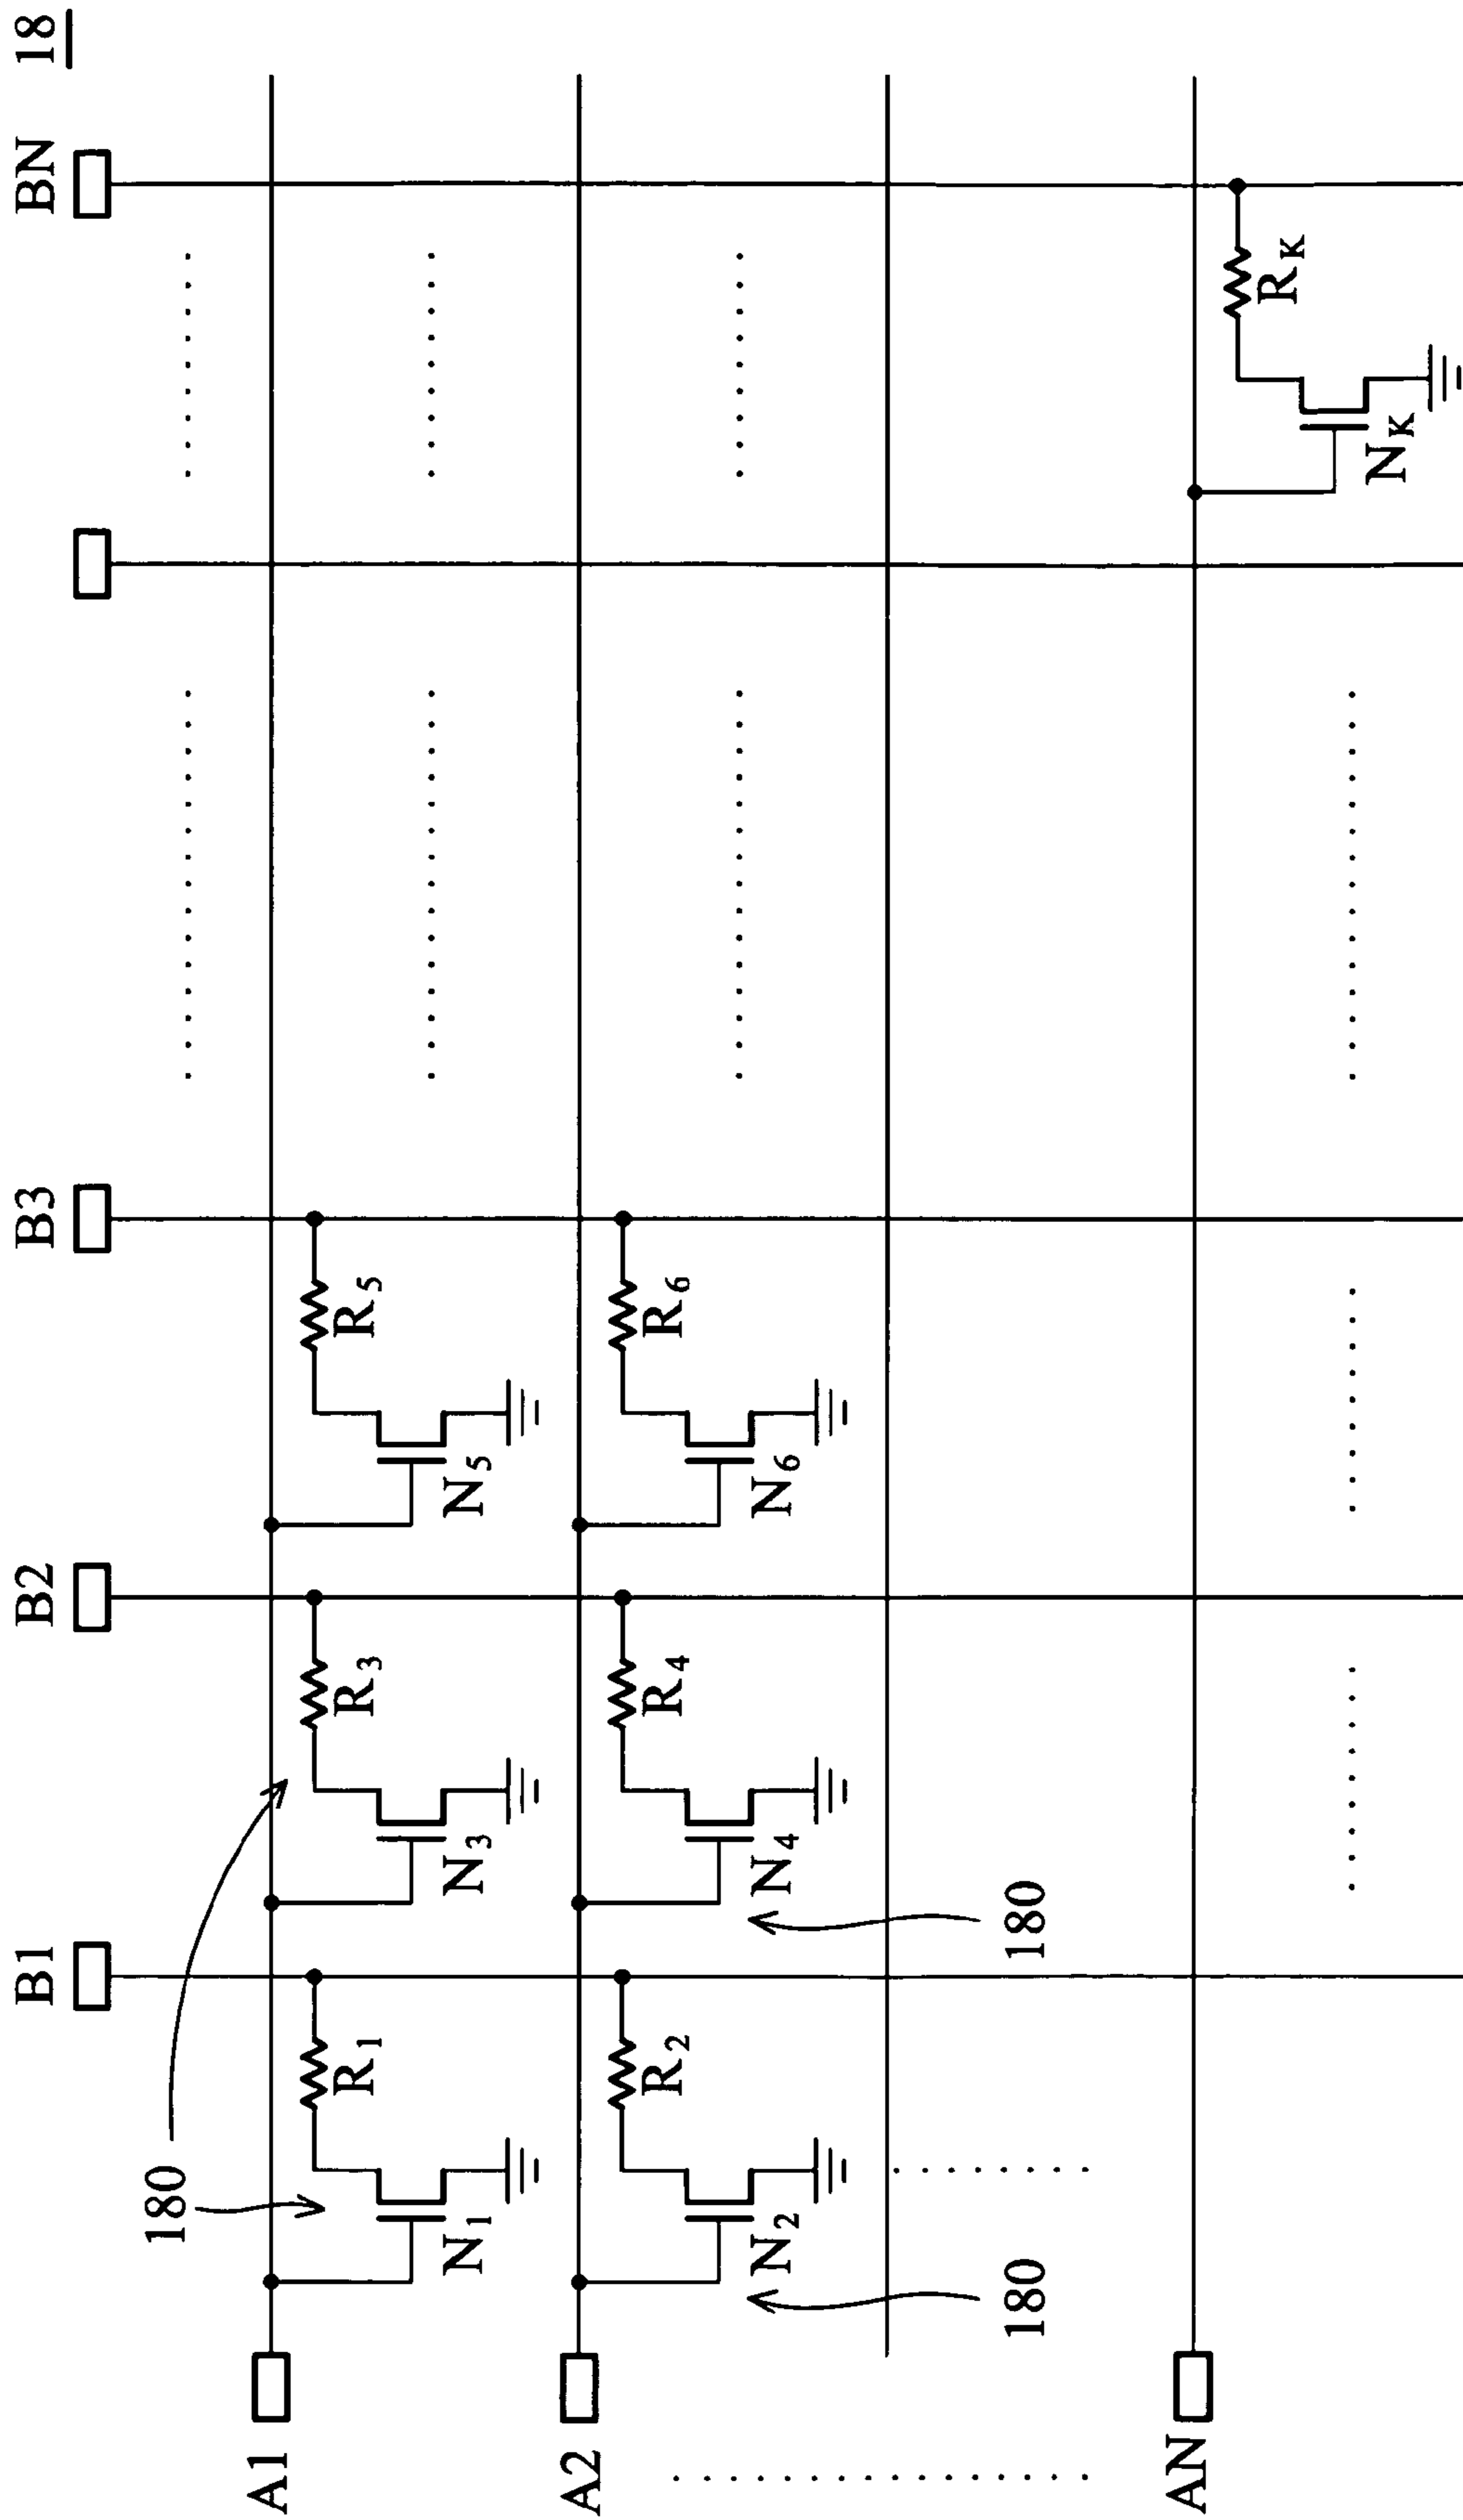 18
B1 B2 B3 BN
180
A1
R1 R3 R5
N1 N3 N5
A2
R2 R4 R6
N2 N4 N6
180 180
AN
RK
NK